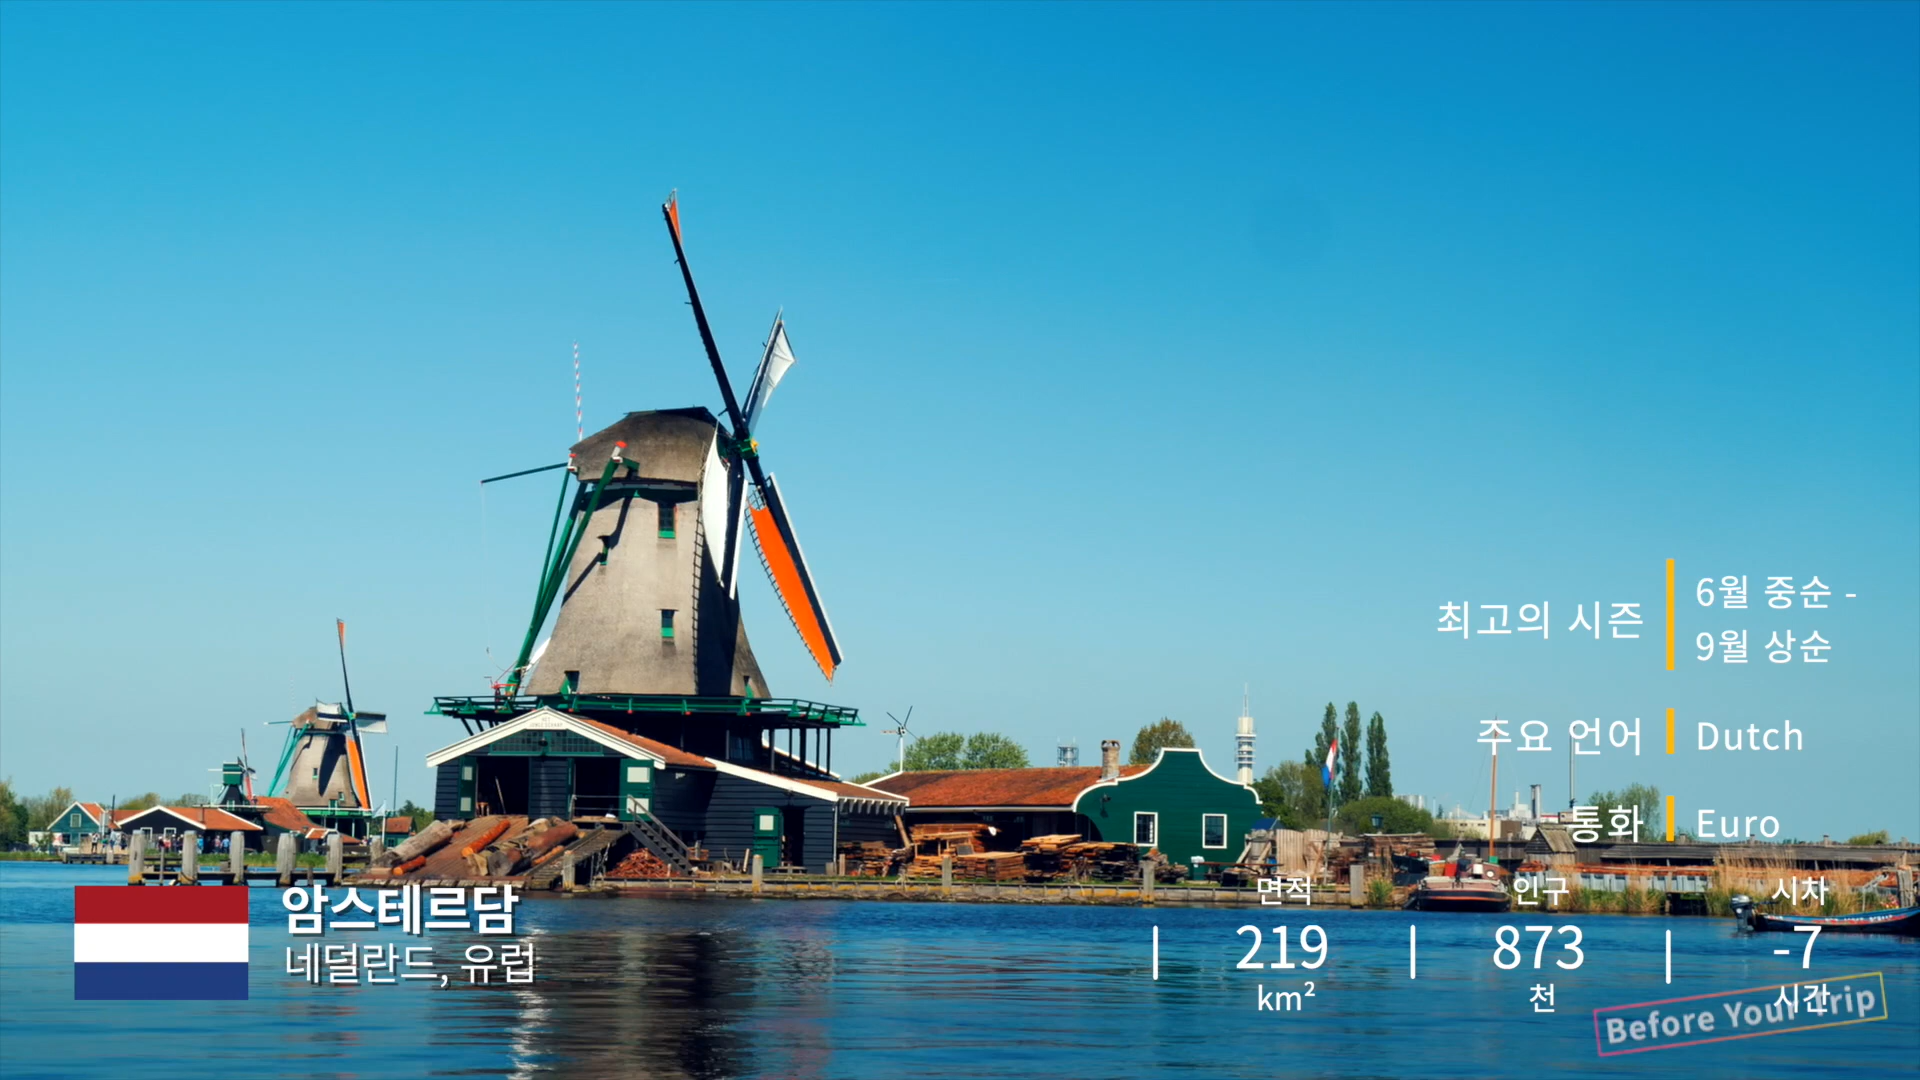 최고의 시즌
6월 중순 -
9월 상순
주요 언어
Dutch
통화
Euro
암스테르담
네덜란드, 유럽
면적
219
km²
인구
873
천
시차
-7
시간
Before Your Trip